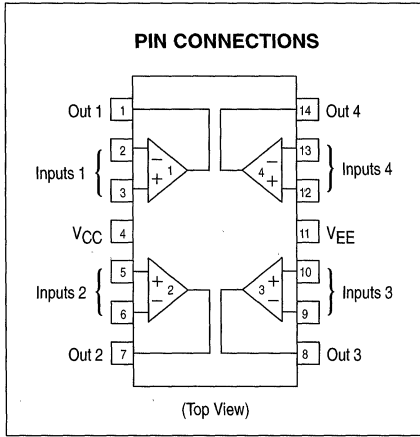 PIN CONNECTIONS
Out 1 1 14 Out 4
2 − − 13
Inputs 1 1 4 Inputs 4
3 + + 12
VCC 4 11 VEE
5 + + 10
Inputs 2 2 3 Inputs 3
6 − − 9
Out 2 7 8 Out 3
(Top View)